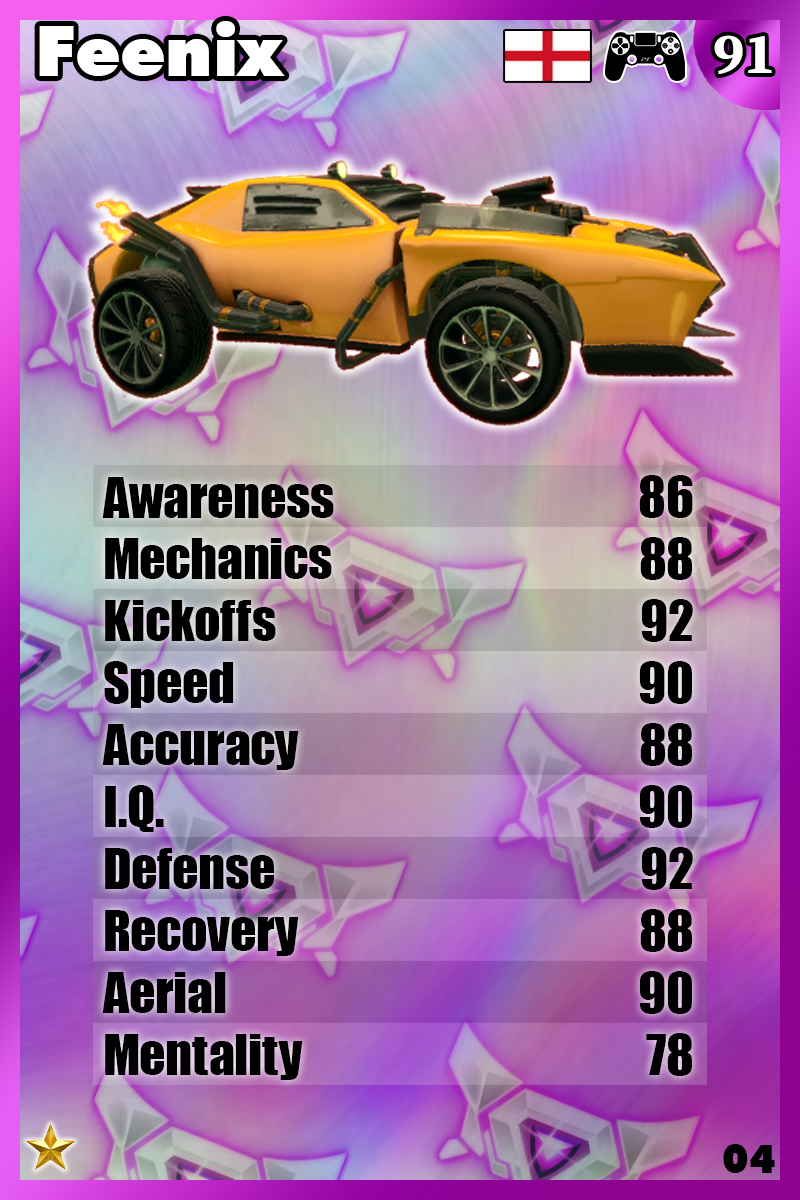 Feenix 91
Awareness 86
Mechanics 88
Kickoffs 92
Speed 90
Accuracy 88
I.Q. 90
Defense 92
Recovery 88
Aerial 90
Mentality 78
04